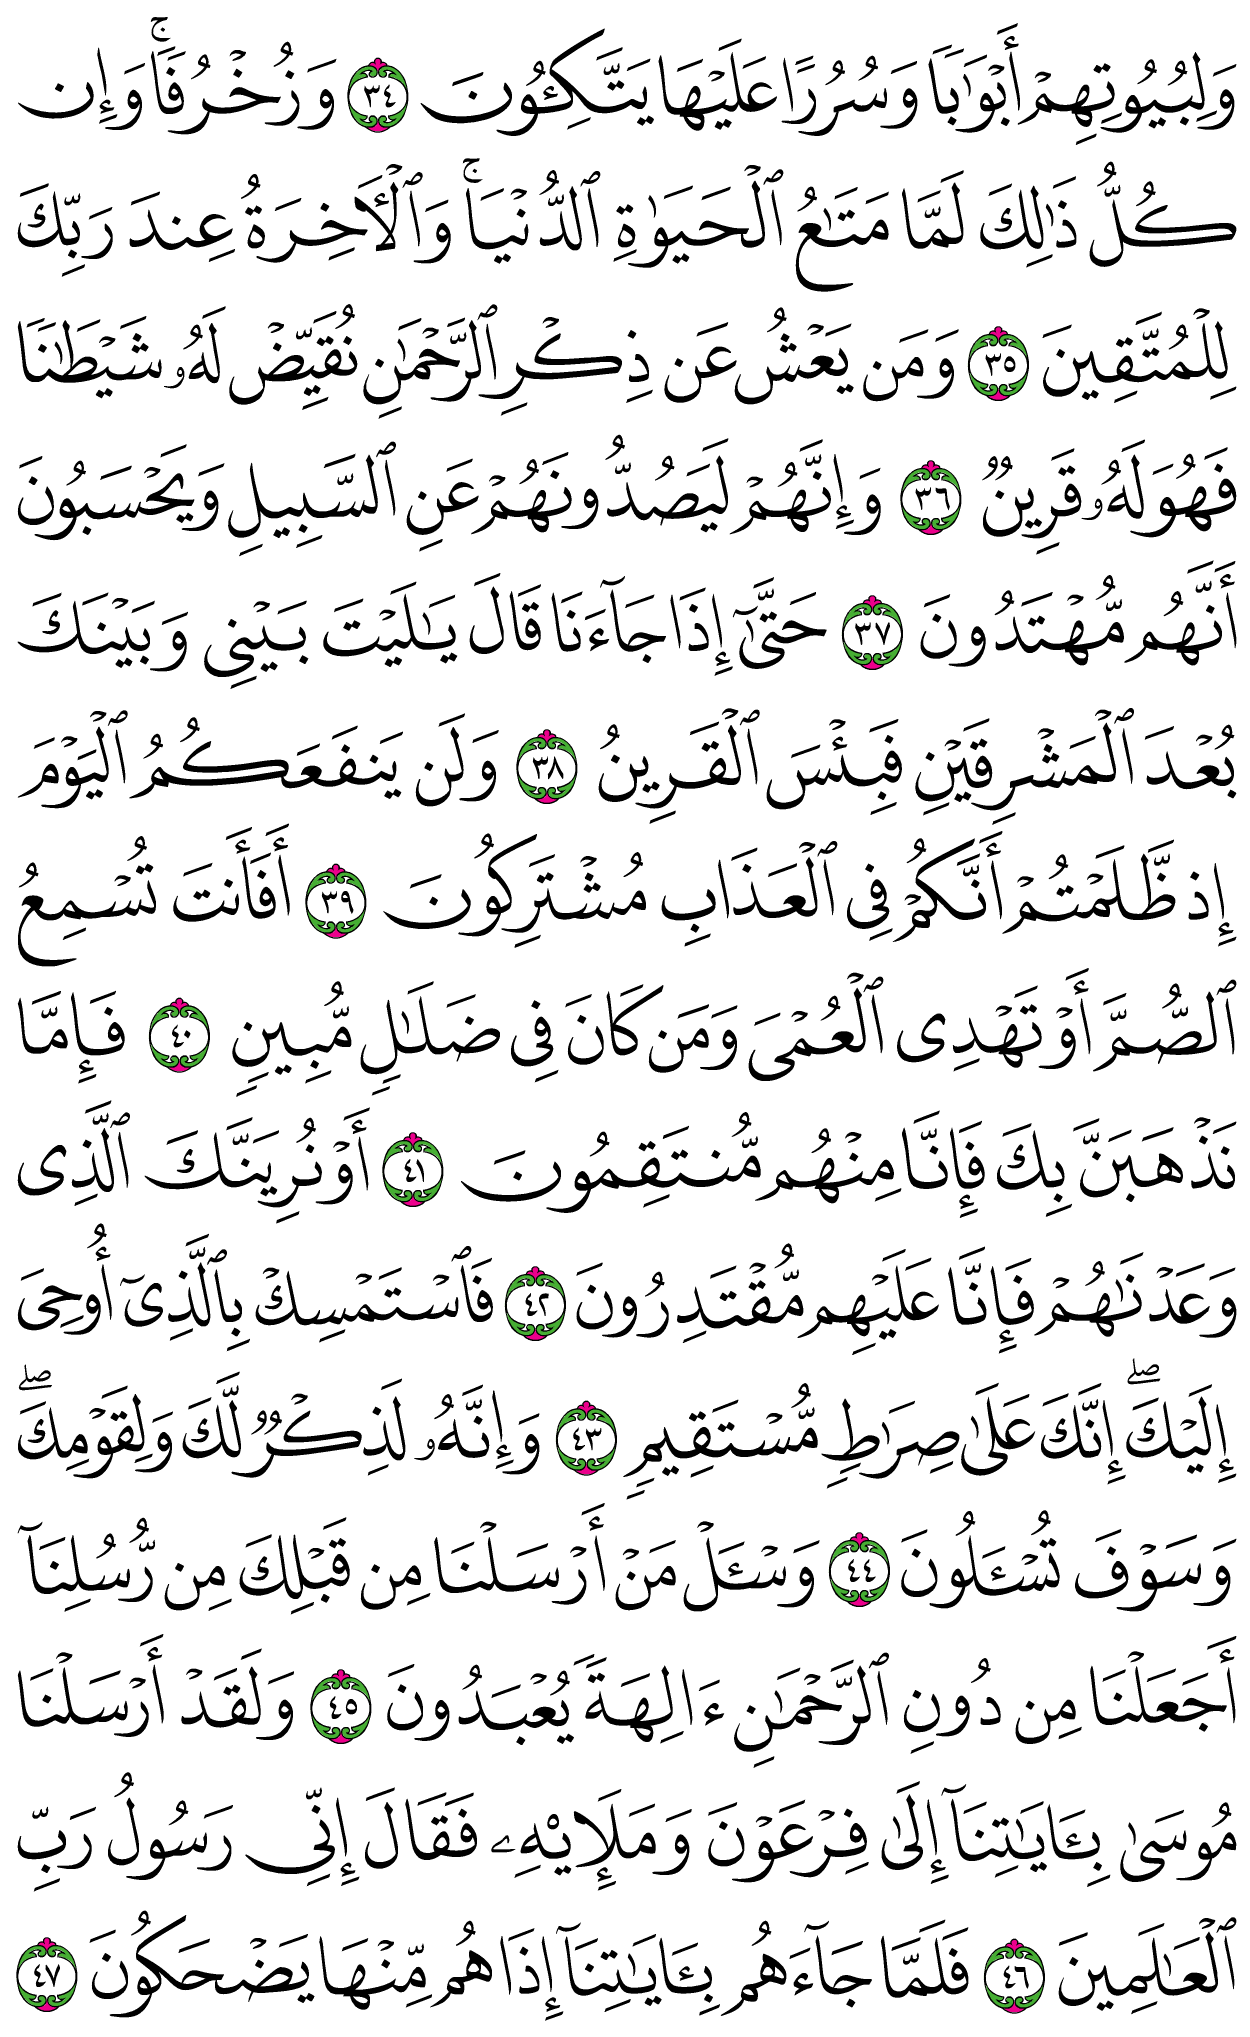 وَلِبُيُوتِهِمۡ أَبۡوَٰبٗا وَسُرُرًا عَلَيۡهَا يَتَّكِـُٔونَ ٣٤ وَزُخۡرُفٗاۚ وَإِن
كُلُّ ذَٰلِكَ لَمَّا مَتَٰعُ ٱلۡحَيَوٰةِ ٱلدُّنۡيَاۚ وَٱلۡأٓخِرَةُ عِندَ رَبِّكَ
لِلۡمُتَّقِينَ ٣٥ وَمَن يَعۡشُ عَن ذِكۡرِ ٱلرَّحۡمَٰنِ نُقَيِّضۡ لَهُۥ شَيۡطَٰنٗا
فَهُوَ لَهُۥ قَرِينٞ ٣٦ وَإِنَّهُمۡ لَيَصُدُّونَهُمۡ عَنِ ٱلسَّبِيلِ وَيَحۡسَبُونَ
أَنَّهُم مُّهۡتَدُونَ ٣٧ حَتَّىٰٓ إِذَا جَآءَنَا قَالَ يَٰلَيۡتَ بَيۡنِي وَبَيۡنَكَ
بُعۡدَ ٱلۡمَشۡرِقَيۡنِ فَبِئۡسَ ٱلۡقَرِينُ ٣٨ وَلَن يَنفَعَكُمُ ٱلۡيَوۡمَ
إِذ ظَّلَمۡتُمۡ أَنَّكُمۡ فِي ٱلۡعَذَابِ مُشۡتَرِكُونَ ٣٩ أَفَأَنتَ تُسۡمِعُ
ٱلصُّمَّ أَوۡ تَهۡدِي ٱلۡعُمۡيَ وَمَن كَانَ فِي ضَلَٰلٖ مُّبِينٖ ٤٠ فَإِمَّا
نَذۡهَبَنَّ بِكَ فَإِنَّا مِنۡهُم مُّنتَقِمُونَ ٤١ أَوۡ نُرِيَنَّكَ ٱلَّذِي
وَعَدۡنَٰهُمۡ فَإِنَّا عَلَيۡهِم مُّقۡتَدِرُونَ ٤٢ فَٱسۡتَمۡسِكۡ بِٱلَّذِيٓ أُوحِيَ
إِلَيۡكَۖ إِنَّكَ عَلَىٰ صِرَٰطٖ مُّسۡتَقِيمٖ ٤٣ وَإِنَّهُۥ لَذِكۡرٞ لَّكَ وَلِقَوۡمِكَۖ
وَسَوۡفَ تُسۡـَٔلُونَ ٤٤ وَسۡـَٔلۡ مَنۡ أَرۡسَلۡنَا مِن قَبۡلِكَ مِن رُّسُلِنَآ
أَجَعَلۡنَا مِن دُونِ ٱلرَّحۡمَٰنِ ءَالِهَةٗ يُعۡبَدُونَ ٤٥ وَلَقَدۡ أَرۡسَلۡنَا
مُوسَىٰ بِـَٔايَٰتِنَآ إِلَىٰ فِرۡعَوۡنَ وَمَلَإِيْهِۦ فَقَالَ إِنِّي رَسُولُ رَبِّ
ٱلۡعَٰلَمِينَ ٤٦ فَلَمَّا جَآءَهُم بِـَٔايَٰتِنَآ إِذَا هُم مِّنۡهَا يَضۡحَكُونَ ٤٧